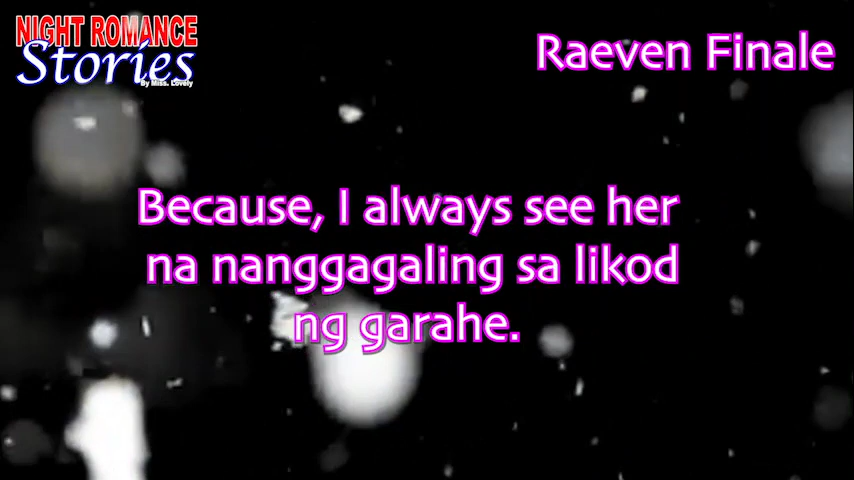 NIGHT ROMANCE
Stories
By Miss. Lovely
Raeven Finale
Because, I always see her
na nanggagaling sa likod
ng garahe.